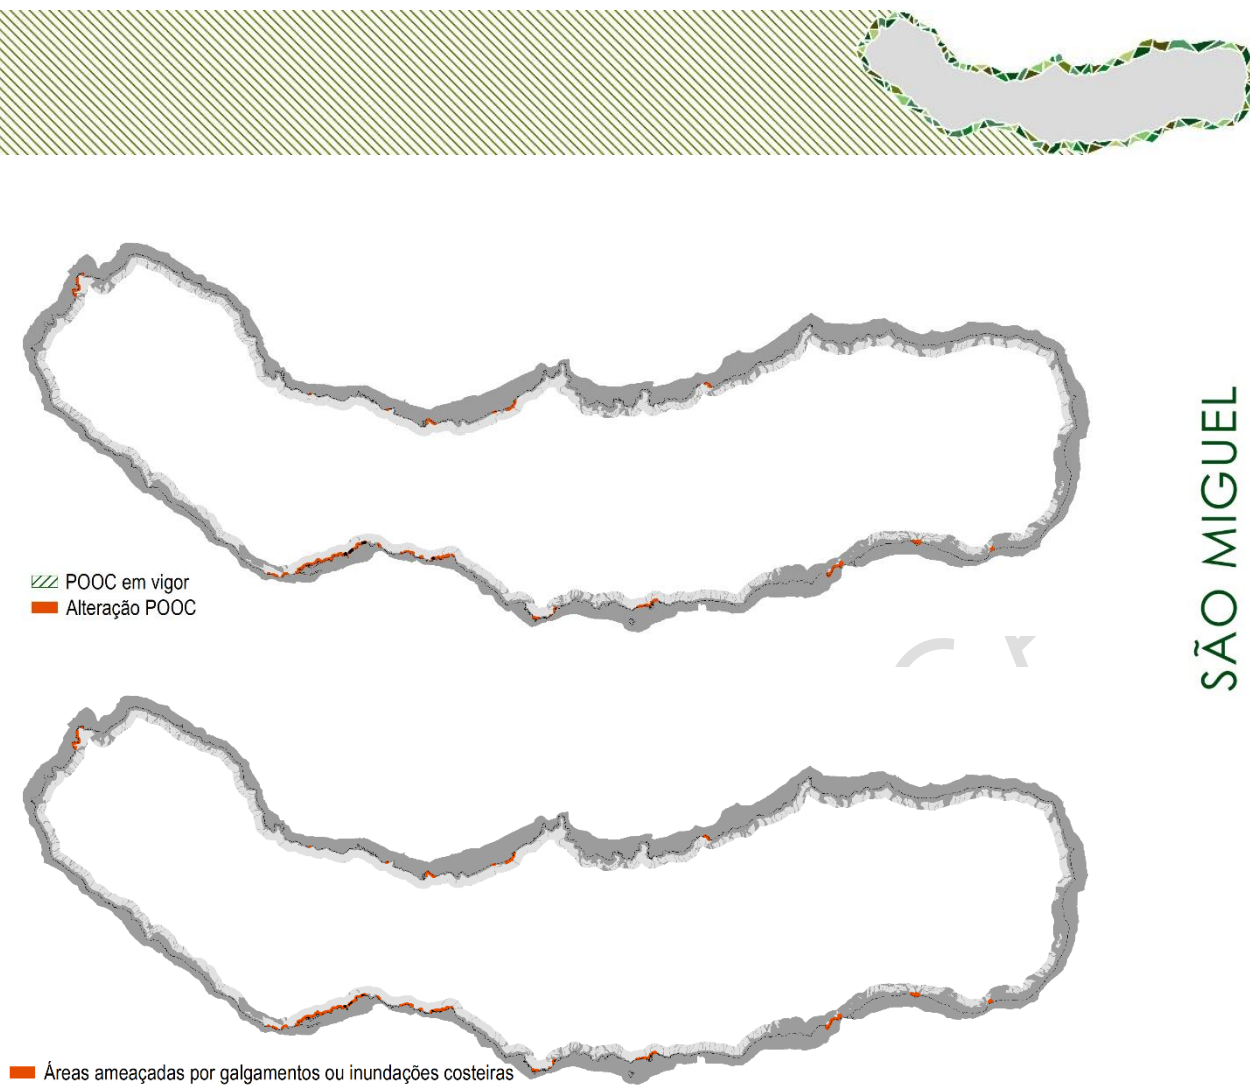 SÃO MIGUEL
POOC em vigor
Alteração POOC
Áreas ameaçadas por galgamentos ou inundações costeiras